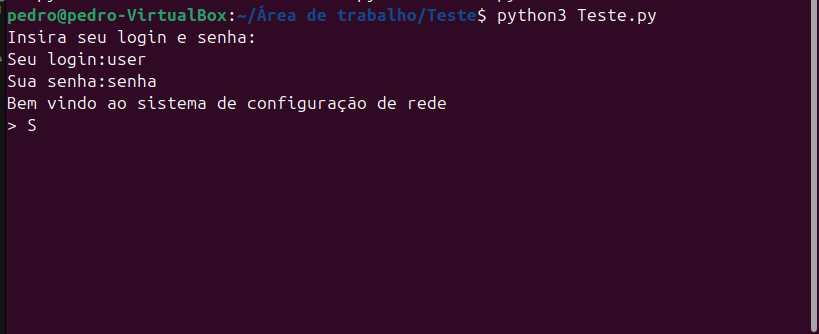 pedro@pedro-VirtualBox:~/Área de trabalho/Teste$ python3 Teste.py
Insira seu login e senha:
Seu login:user
Sua senha:senha
Bem vindo ao sistema de configuração de rede
> S